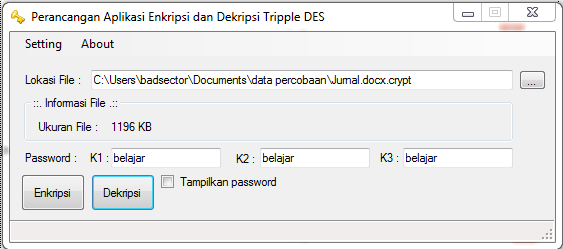 Perancangan Aplikasi Enkripsi dan Dekripsi Tripple DES
Setting About
Lokasi File : C:\Users\badsector\Documents\data percobaan\Jurnal.docx.crypt ...
.::. Informasi File .::.
Ukuran File : 1196 KB
Password : K1 : belajar K2 : belajar K3 : belajar
Enkripsi Dekripsi Tampilkan password